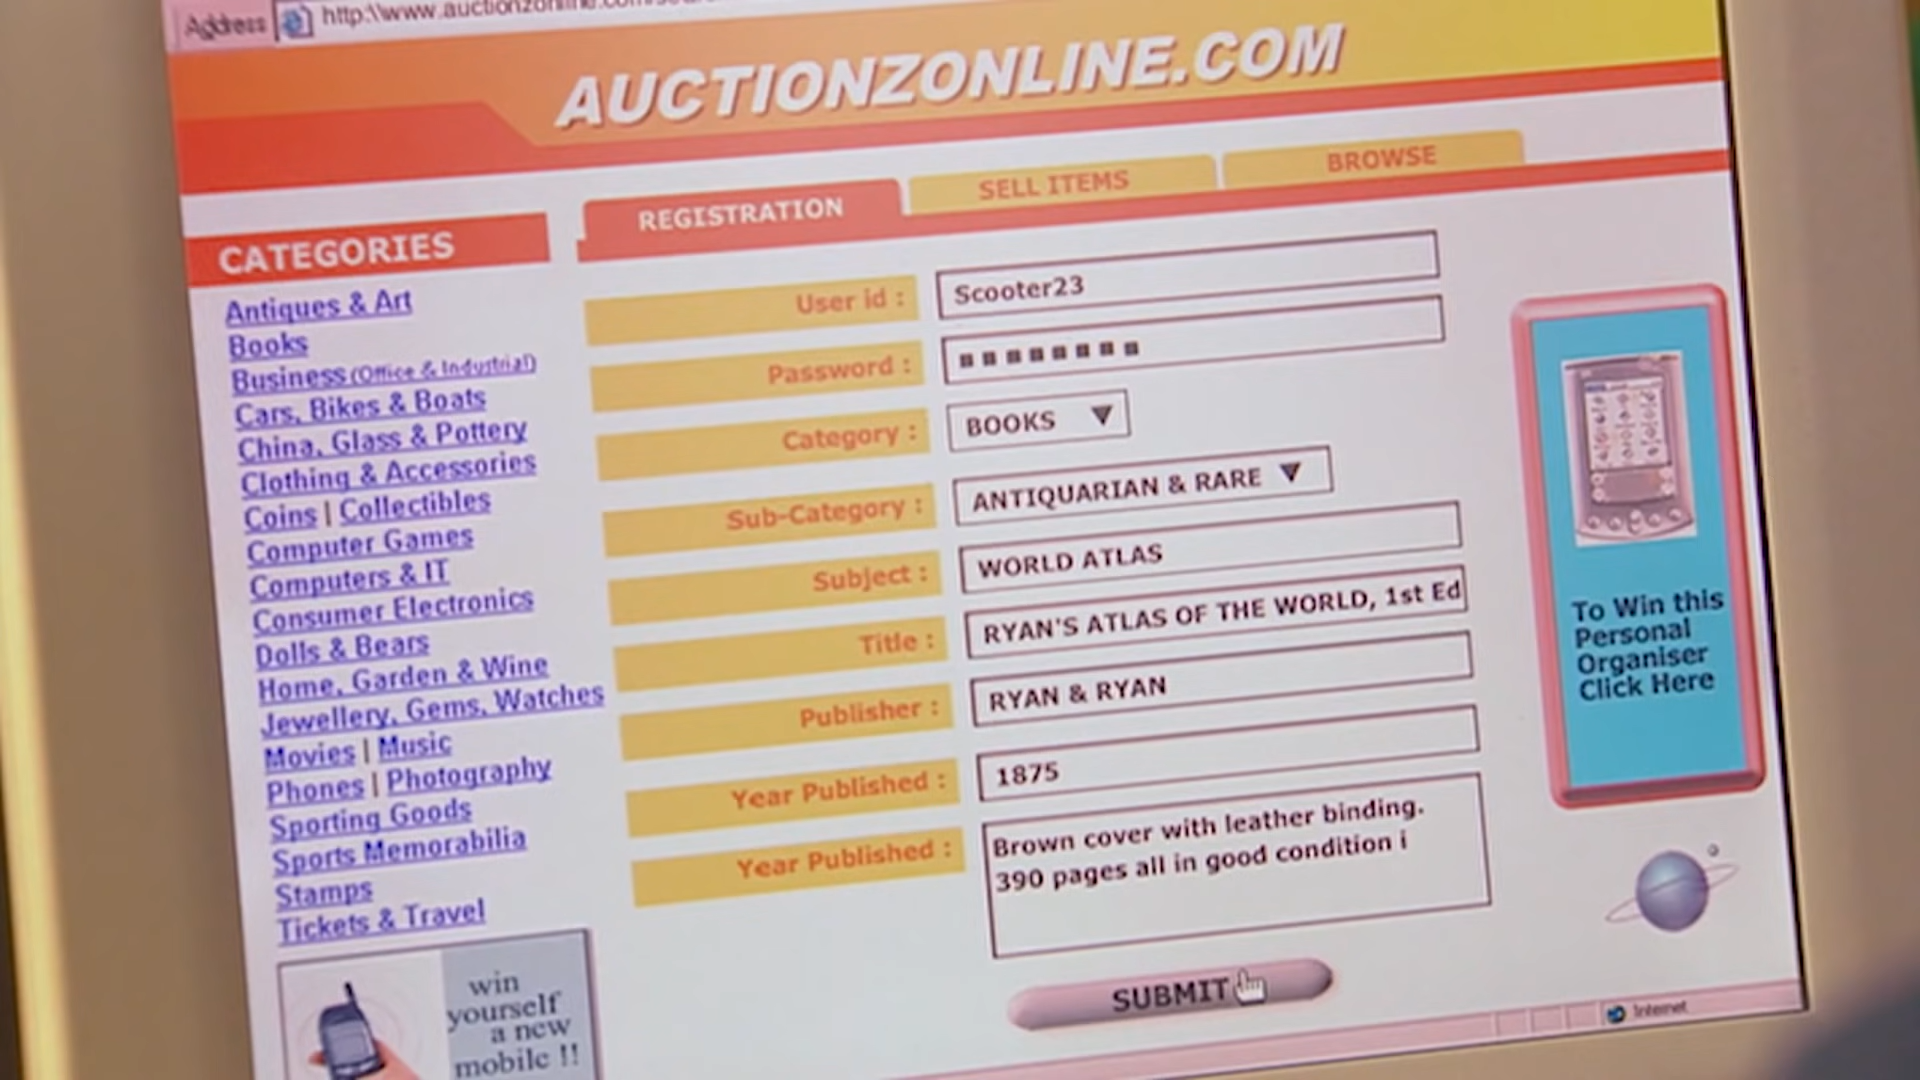 Address http:\\www.auctionzonline.com
AUCTIONZONLINE.COM
REGISTRATION
SELL ITEMS
BROWSE
CATEGORIES
Antiques & Art
Books
Business (Office & Industrial)
Cars, Bikes & Boats
China, Glass & Pottery
Clothing & Accessories
Coins | Collectibles
Computer Games
Computers & IT
Consumer Electronics
Dolls & Bears
Home, Garden & Wine
Jewellery, Gems, Watches
Movies | Music
Phones | Photography
Sporting Goods
Sports Memorabilia
Stamps
Tickets & Travel
win
yourself
a new
mobile !!
User id : Scooter23
Password :
Category : BOOKS
Sub-Category : ANTIQUARIAN & RARE
Subject : WORLD ATLAS
Title : RYAN'S ATLAS OF THE WORLD, 1st Ed
Publisher : RYAN & RYAN
Year Published : 1875
Year Published : Brown cover with leather binding.
390 pages all in good condition i
SUBMIT
To Win this
Personal
Organiser
Click Here
Internet